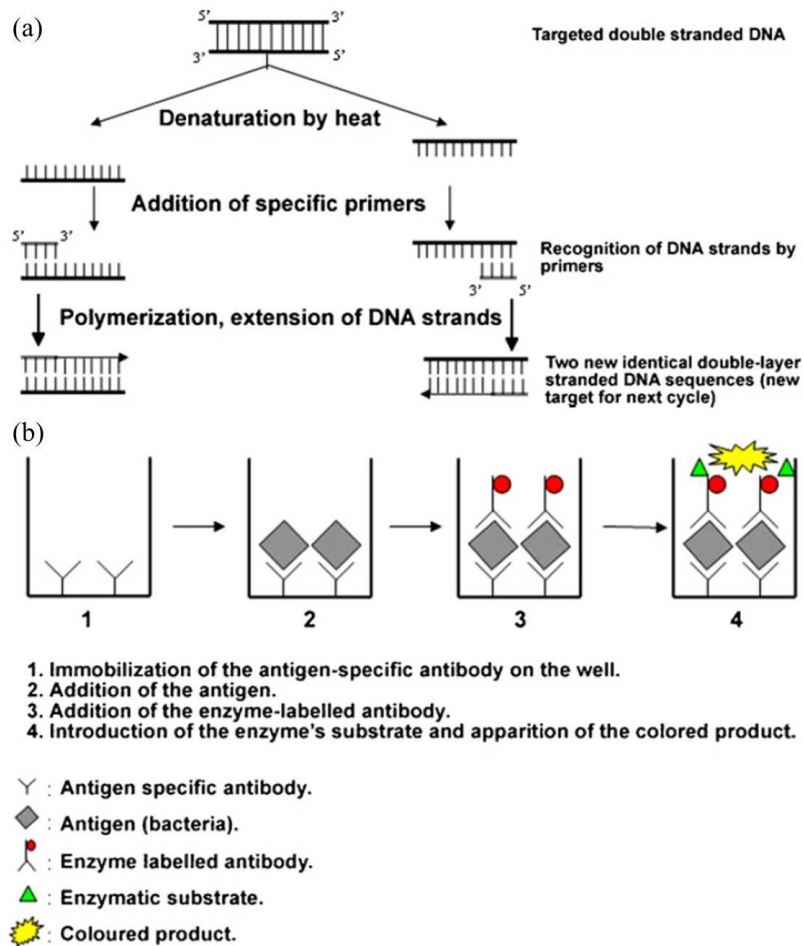 (a)
5' 3'
Targeted double stranded DNA
3' 5'
Denaturation by heat
Addition of specific primers
5' 3'
Recognition of DNA strands by
primers
3' 5'
Polymerization, extension of DNA strands
Two new identical double-layer
stranded DNA sequences (new
target for next cycle)
(b)
1 2 3 4
1. Immobilization of the antigen-specific antibody on the well.
2. Addition of the antigen.
3. Addition of the enzyme-labelled antibody.
4. Introduction of the enzyme's substrate and apparition of the colored product.
: Antigen specific antibody.
: Antigen (bacteria).
: Enzyme labelled antibody.
: Enzymatic substrate.
: Coloured product.